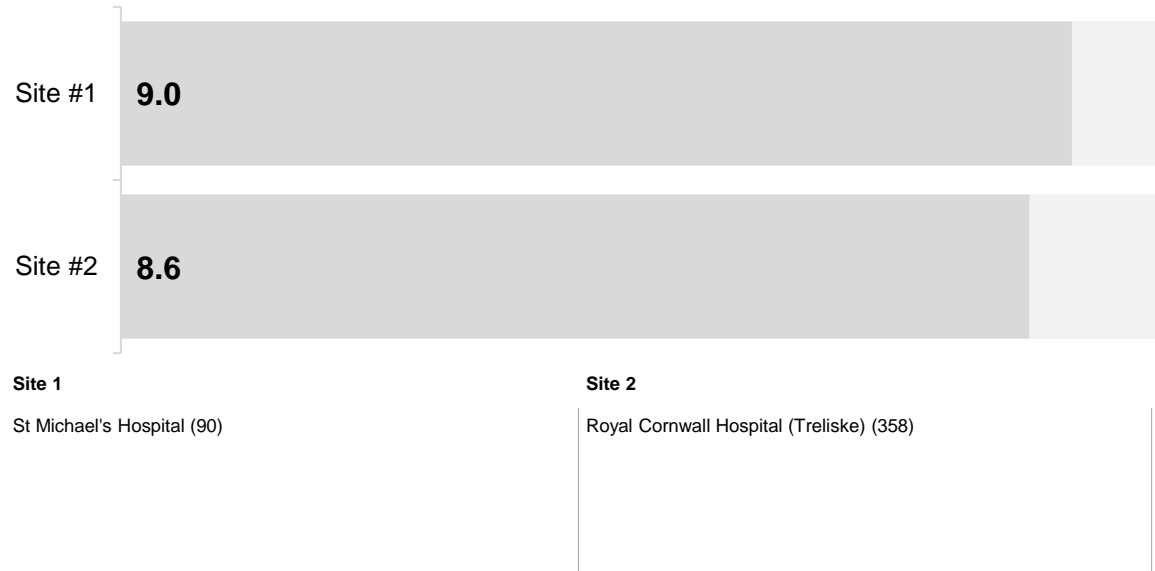 Site #1 9.0
Site #2 8.6
Site 1
St Michael's Hospital (90)
Site 2
Royal Cornwall Hospital (Treliske) (358)